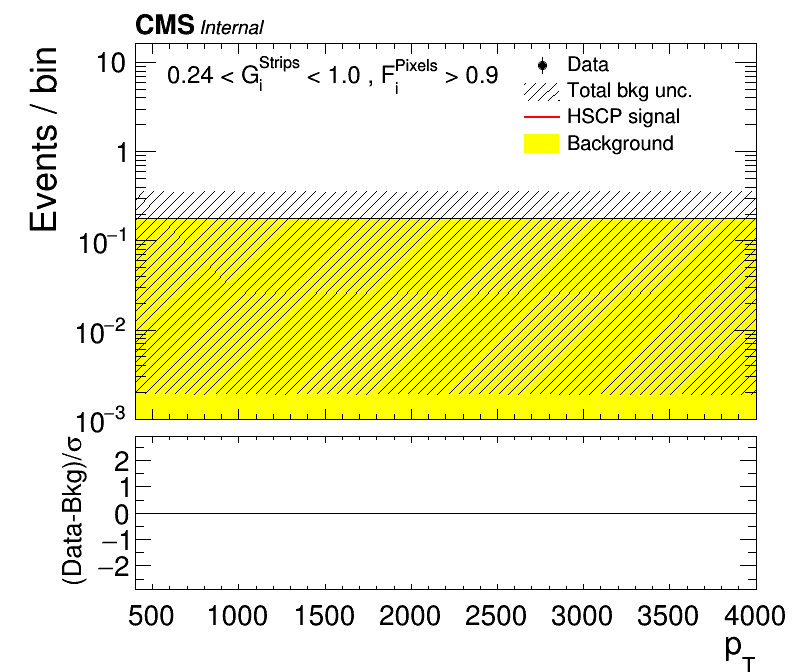 CMS Internal
Events / bin
0.24 < G_i^Strips < 1.0 , F_i^Pixels > 0.9
Data
Total bkg unc.
HSCP signal
Background
10
1
10⁻¹
10⁻²
10⁻³
(Data-Bkg)/σ
2
1
0
−1
−2
500 1000 1500 2000 2500 3000 3500 4000
p_T